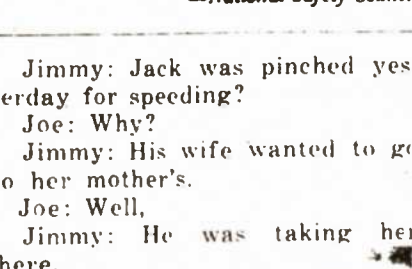 Jimmy: Jack was pinched yes
erday for speeding?
Joe: Why?
Jimmy: His wife wanted to go
o her mother's.
Joe: Well,
Jimmy: He was taking her
here.